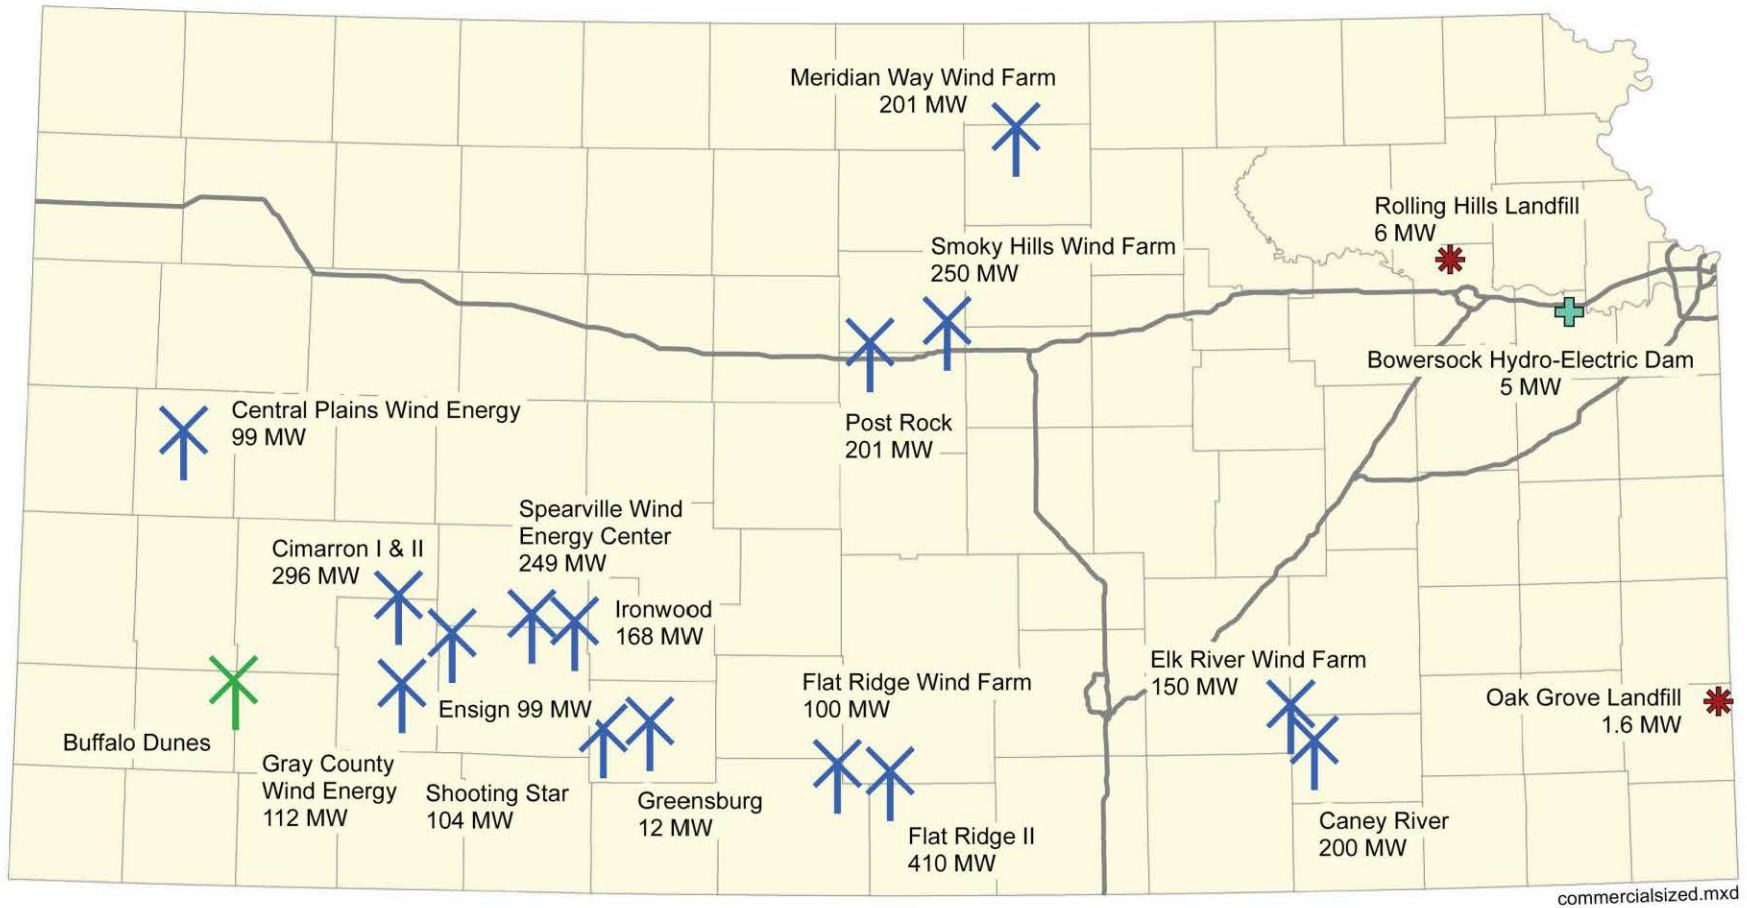 Meridian Way Wind Farm
201 MW
Rolling Hills Landfill
6 MW
Smoky Hills Wind Farm
250 MW
Bowersock Hydro-Electric Dam
5 MW
Central Plains Wind Energy
99 MW
Post Rock
201 MW
Spearville Wind
Energy Center
249 MW
Cimarron I & II
296 MW
Ironwood
168 MW
Elk River Wind Farm
150 MW
Flat Ridge Wind Farm
100 MW
Oak Grove Landfill
1.6 MW
Ensign 99 MW
Buffalo Dunes
Gray County
Wind Energy
112 MW
Shooting Star
104 MW
Greensburg
12 MW
Flat Ridge II
410 MW
Caney River
200 MW
commercialsized.mxd